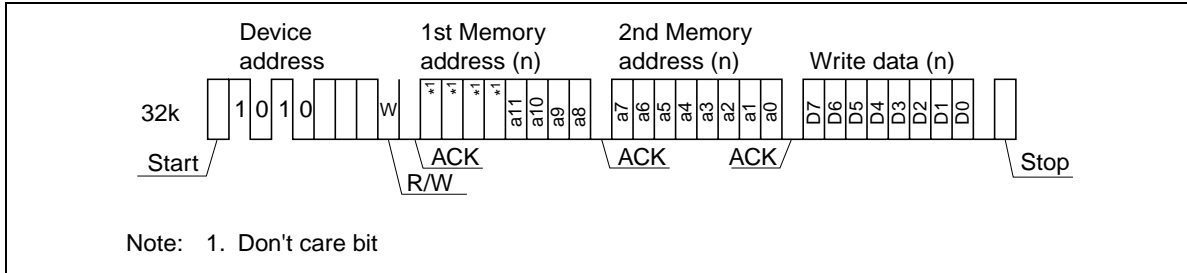 Device address
1st Memory address (n)
2nd Memory address (n)
Write data (n)
32k
1 0 1 0
W
*1 *1 *1 *1 a11 a10 a9 a8
a7 a6 a5 a4 a3 a2 a1 a0
D7 D6 D5 D4 D3 D2 D1 D0
Start
R/W
ACK
ACK
ACK
Stop
Note: 1. Don't care bit